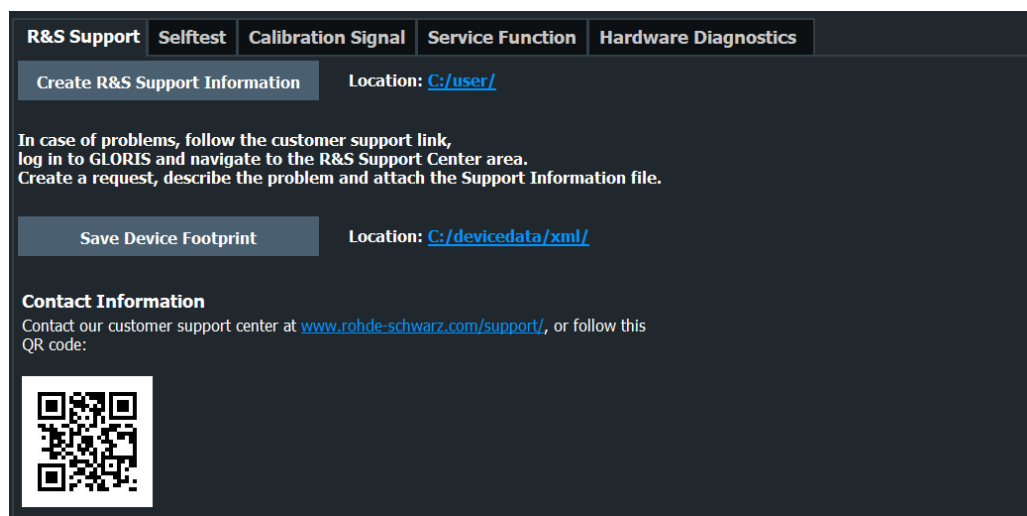 R&S Support Selftest Calibration Signal Service Function Hardware Diagnostics
Create R&S Support Information Location: C:/user/
In case of problems, follow the customer support link,
log in to GLORIS and navigate to the R&S Support Center area.
Create a request, describe the problem and attach the Support Information file.
Save Device Footprint Location: C:/devicedata/xml/
Contact Information
Contact our customer support center at www.rohde-schwarz.com/support/, or follow this
QR code: